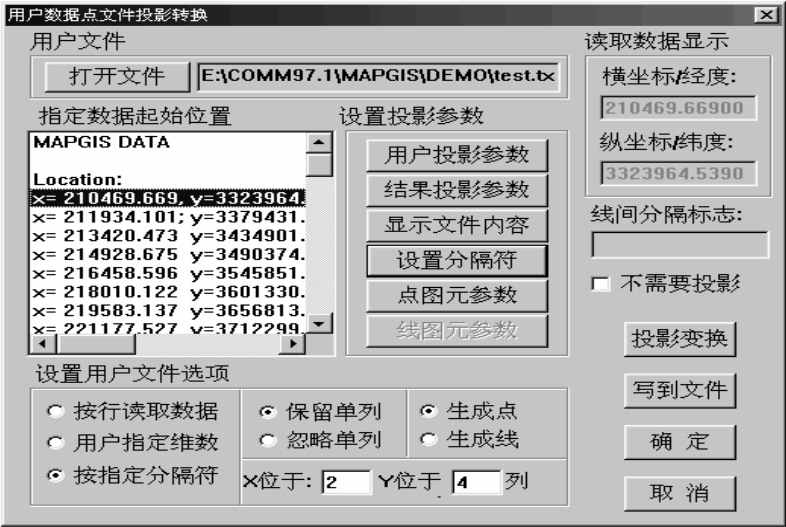 用户数据点文件投影转换
用户文件
打开文件
E:\COMM97.1\MAPGIS\DEMO\test.tx
指定数据起始位置
MAPGIS DATA
Location:
x= 210469.669, y=3323964.
x= 211934.101; y=3379431.
x= 213420.473 y=3434901.
x= 214928.675 y=3490374.
x= 216458.596 y=3545851.
x= 218010.122 y=3601330.
x= 219583.137 y=3656813.
x= 221177.527 y=3712299.
设置投影参数
用户投影参数
结果投影参数
显示文件内容
设置分隔符
点图元参数
线图元参数
读取数据显示
横坐标/经度:
210469.66900
纵坐标/纬度:
3323964.5390
线间分隔标志:
不需要投影
投影变换
写到文件
确 定
取 消
设置用户文件选项
按行读取数据
用户指定维数
按指定分隔符
保留单列
忽略单列
生成点
生成线
X位于: 2 Y位于 4 列